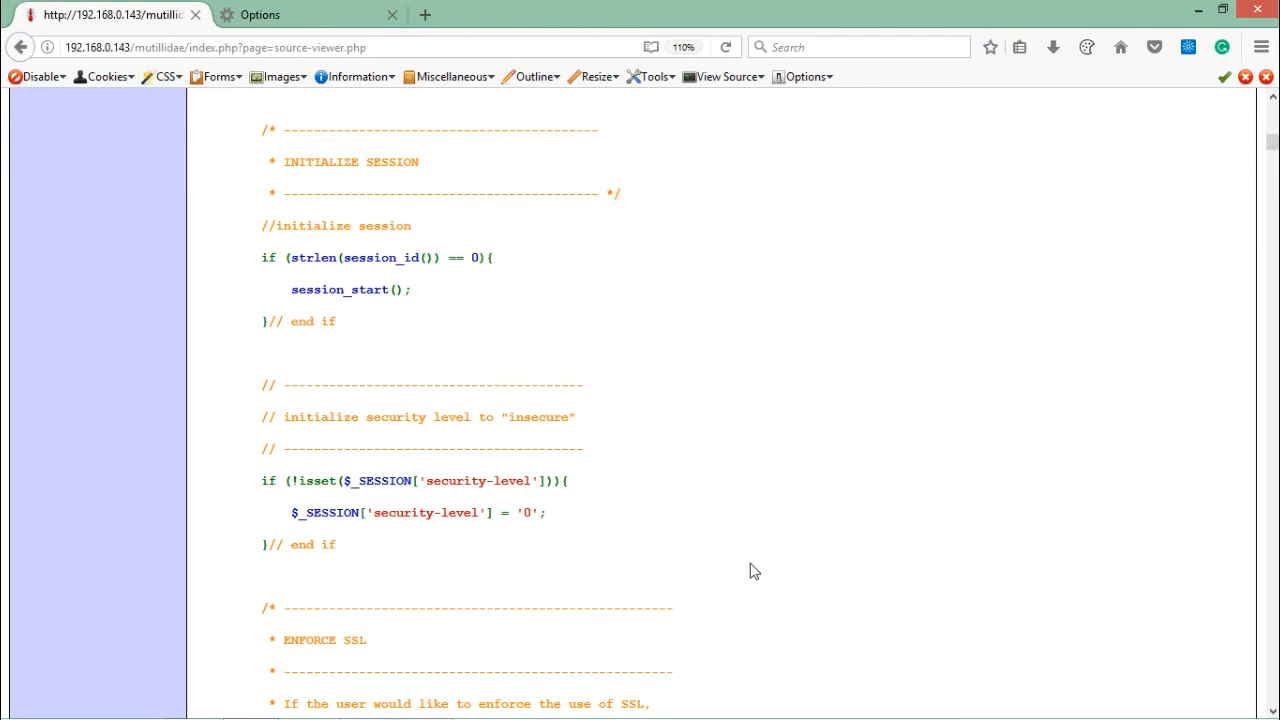 http://192.168.0.143/mutillid
Options
192.168.0.143/mutillidae/index.php?page=source-viewer.php
110%
Search
Disable
Cookies
CSS
Forms
Images
Information
Miscellaneous
Outline
Resize
Tools
View Source
Options
/* ------------------------------------------
* INITIALIZE SESSION
* ------------------------------------------ */
//initialize session
if (strlen(session_id()) == 0){
session_start();
}// end if
// ----------------------------------------
// initialize security level to "insecure"
// ----------------------------------------
if (!isset($_SESSION['security-level'])){
$_SESSION['security-level'] = '0';
}// end if
/* ----------------------------------------------------
* ENFORCE SSL
* ----------------------------------------------------
* If the user would like to enforce the use of SSL,